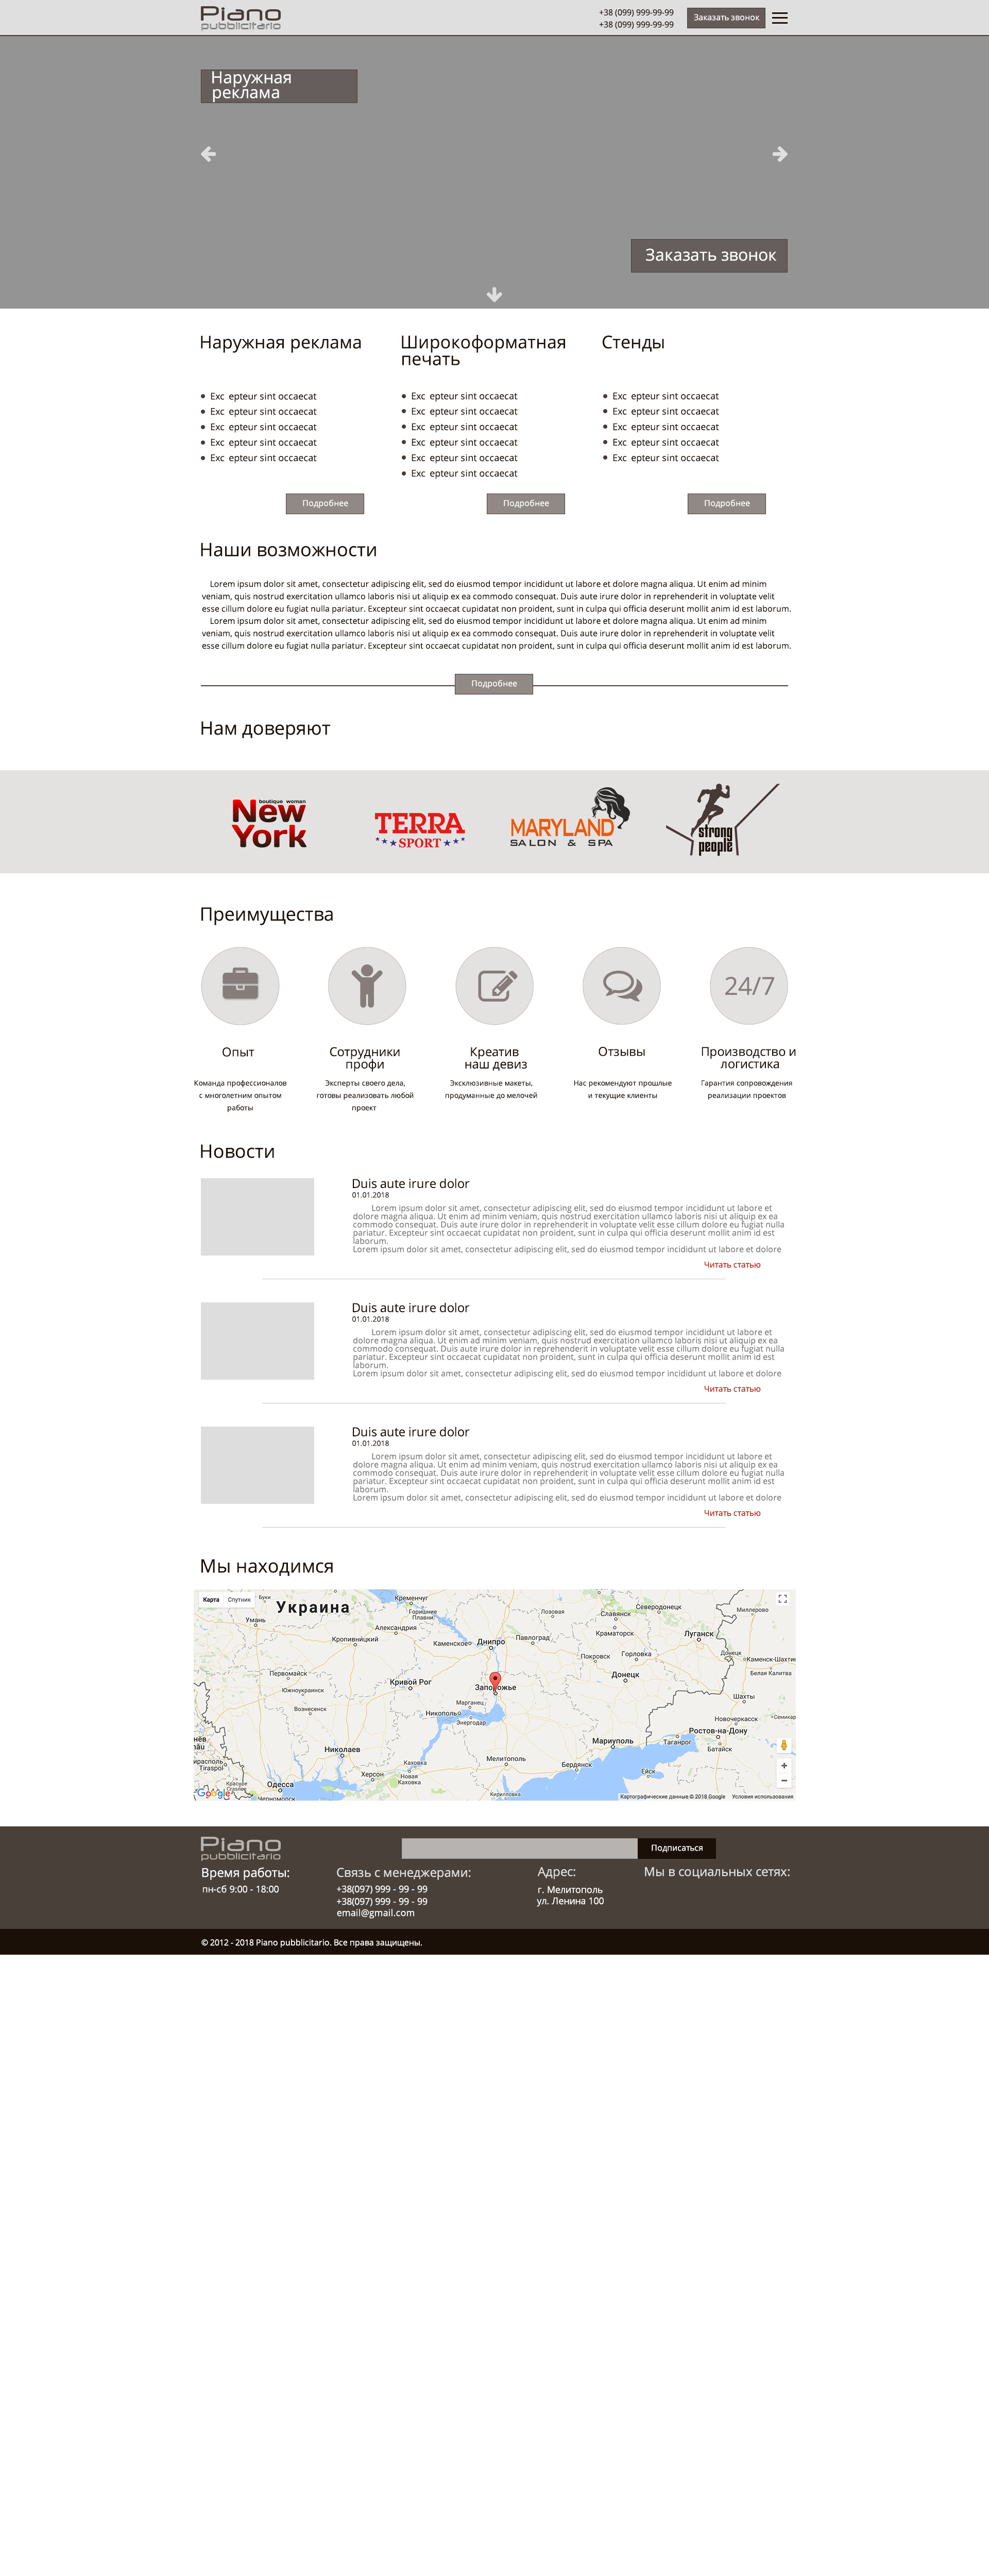 Piano
pubblicitario
+38 (099) 999-99-99
+38 (099) 999-99-99
Заказать звонок
Наружная
реклама
Заказать звонок
Наружная реклама
Exc epteur sint occaecat
Exc epteur sint occaecat
Exc epteur sint occaecat
Exc epteur sint occaecat
Exc epteur sint occaecat
Подробнее
Широкоформатная
печать
Exc epteur sint occaecat
Exc epteur sint occaecat
Exc epteur sint occaecat
Exc epteur sint occaecat
Exc epteur sint occaecat
Exc epteur sint occaecat
Подробнее
Стенды
Exc epteur sint occaecat
Exc epteur sint occaecat
Exc epteur sint occaecat
Exc epteur sint occaecat
Exc epteur sint occaecat
Подробнее
Наши возможности
Lorem ipsum dolor sit amet, consectetur adipiscing elit, sed do eiusmod tempor incididunt ut labore et dolore magna aliqua. Ut enim ad minim
veniam, quis nostrud exercitation ullamco laboris nisi ut aliquip ex ea commodo consequat. Duis aute irure dolor in reprehenderit in voluptate velit
esse cillum dolore eu fugiat nulla pariatur. Excepteur sint occaecat cupidatat non proident, sunt in culpa qui officia deserunt mollit anim id est laborum.
Lorem ipsum dolor sit amet, consectetur adipiscing elit, sed do eiusmod tempor incididunt ut labore et dolore magna aliqua. Ut enim ad minim
veniam, quis nostrud exercitation ullamco laboris nisi ut aliquip ex ea commodo consequat. Duis aute irure dolor in reprehenderit in voluptate velit
esse cillum dolore eu fugiat nulla pariatur. Excepteur sint occaecat cupidatat non proident, sunt in culpa qui officia deserunt mollit anim id est laborum.
Подробнее
Нам доверяют
boutique woman
New
York
TERRA
SPORT
MARYLAND
SALON & SPA
strong
people
Преимущества
24/7
Опыт
Команда профессионалов
с многолетним опытом
работы
Сотрудники
профи
Эксперты своего дела,
готовы реализовать любой
проект
Креатив
наш девиз
Эксклюзивные макеты,
продуманные до мелочей
Отзывы
Нас рекомендуют прошлые
и текущие клиенты
Производство и
логистика
Гарантия сопровождения
реализации проектов
Новости
Duis aute irure dolor
01.01.2018
Lorem ipsum dolor sit amet, consectetur adipiscing elit, sed do eiusmod tempor incididunt ut labore et
dolore magna aliqua. Ut enim ad minim veniam, quis nostrud exercitation ullamco laboris nisi ut aliquip ex ea
commodo consequat. Duis aute irure dolor in reprehenderit in voluptate velit esse cillum dolore eu fugiat nulla
pariatur. Excepteur sint occaecat cupidatat non proident, sunt in culpa qui officia deserunt mollit anim id est
laborum.
Lorem ipsum dolor sit amet, consectetur adipiscing elit, sed do eiusmod tempor incididunt ut labore et dolore
Читать статью
Duis aute irure dolor
01.01.2018
Lorem ipsum dolor sit amet, consectetur adipiscing elit, sed do eiusmod tempor incididunt ut labore et
dolore magna aliqua. Ut enim ad minim veniam, quis nostrud exercitation ullamco laboris nisi ut aliquip ex ea
commodo consequat. Duis aute irure dolor in reprehenderit in voluptate velit esse cillum dolore eu fugiat nulla
pariatur. Excepteur sint occaecat cupidatat non proident, sunt in culpa qui officia deserunt mollit anim id est
laborum.
Lorem ipsum dolor sit amet, consectetur adipiscing elit, sed do eiusmod tempor incididunt ut labore et dolore
Читать статью
Duis aute irure dolor
01.01.2018
Lorem ipsum dolor sit amet, consectetur adipiscing elit, sed do eiusmod tempor incididunt ut labore et
dolore magna aliqua. Ut enim ad minim veniam, quis nostrud exercitation ullamco laboris nisi ut aliquip ex ea
commodo consequat. Duis aute irure dolor in reprehenderit in voluptate velit esse cillum dolore eu fugiat nulla
pariatur. Excepteur sint occaecat cupidatat non proident, sunt in culpa qui officia deserunt mollit anim id est
laborum.
Lorem ipsum dolor sit amet, consectetur adipiscing elit, sed do eiusmod tempor incididunt ut labore et dolore
Читать статью
Мы находимся
Карта Спутник
Буки
Украина
Кременчуг
Умань
Горишние
Плавни
Лозовая
Славянск
Северодонецк
Миллерово
Александрия
Кропивницкий
Каменское
Днипро
Павлоград
Краматорск
Луганск
Покровск
Горловка
Донецк
Каменск-Шахтин
Белая Калитва
Первомайск
Кривой Рог
Запорожье
Донецк
Южноукраинск
Марганец
Шахты
Вознесенск
Никополь
Энергодар
Новочеркасск
Семикар
Ростов-на-Дону
Мариуполь
Таганрог
Батайск
Николаев
Мелитополь
Бердянск
Tiraspol
Каховка
Херсон
Новая
Каховка
Ейск
Красне
Одесса
Черноморск
Кирилловка
Google
Картографические данные © 2018 Google Условия использования
Piano
pubblicitario
Подписаться
Время работы:
пн-сб 9:00 - 18:00
Связь с менеджерами:
+38(097) 999 - 99 - 99
+38(097) 999 - 99 - 99
email@gmail.com
Адрес:
г. Мелитополь
ул. Ленина 100
Мы в социальных сетях:
© 2012 - 2018 Piano pubblicitario. Все права защищены.